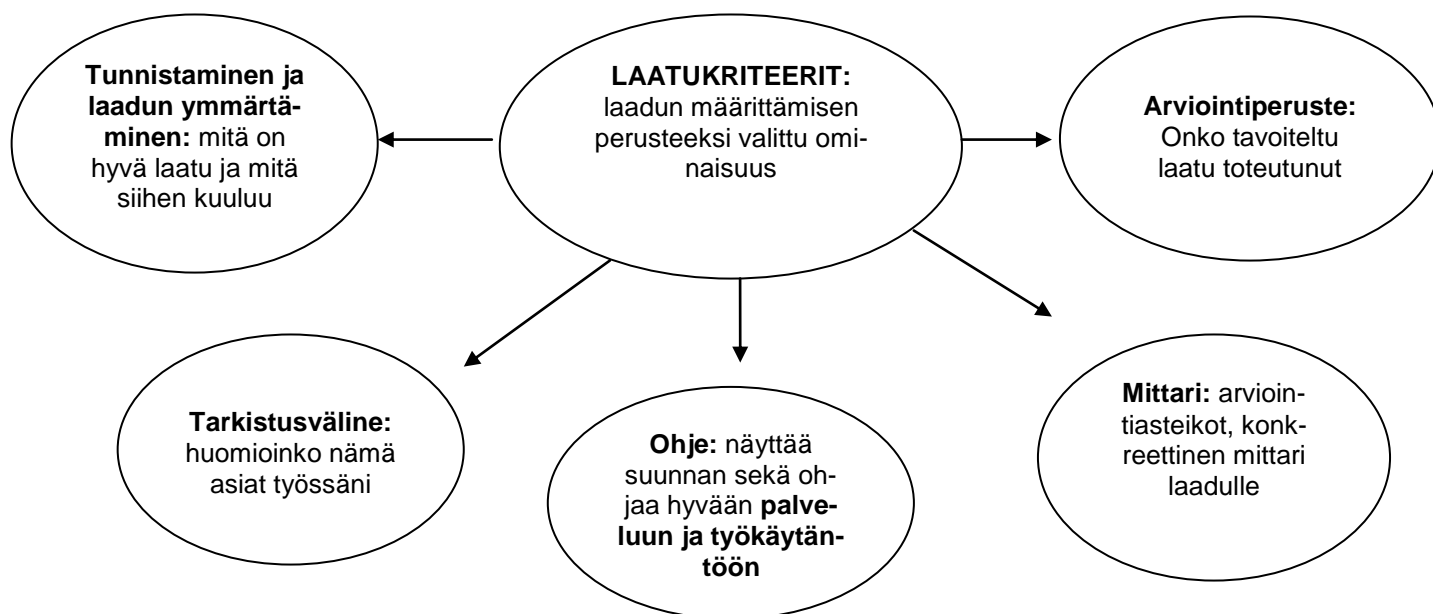 Tunnistaminen ja
laadun ymmärtä-
minen: mitä on
hyvä laatu ja mitä
siihen kuuluu
LAATUKRITEERIT:
laadun määrittämisen
perusteeksi valittu omi-
naisuus
Arviointiperuste:
Onko tavoiteltu
laatu toteutunut
Tarkistusväline:
huomioinko nämä
asiat työssäni
Ohje: näyttää
suunnan sekä oh-
jaa hyvään palve-
luun ja työkäytän-
töön
Mittari: arvioin-
tiasteikot, konk-
reettinen mittari
laadulle